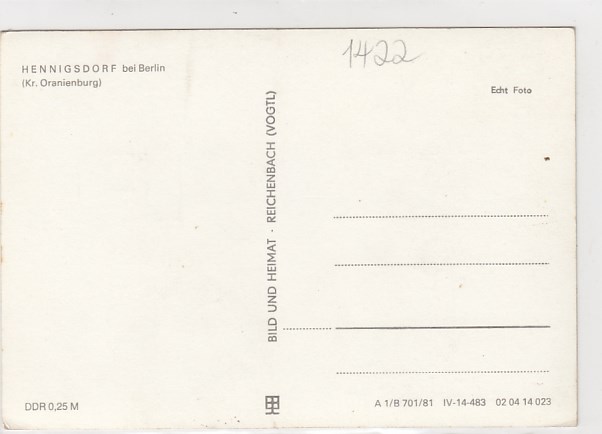 1422
HENNIGSDORF bei Berlin
(Kr. Oranienburg)
Echt Foto
BILD UND HEIMAT · REICHENBACH (VOGTL)
DDR 0,25 M
A 1/B 701/81 IV-14-483 02 04 14 023